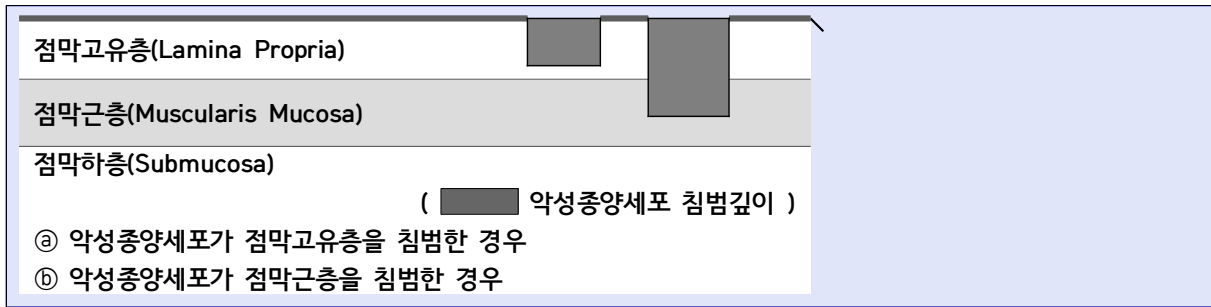 점막고유층(Lamina Propria)
점막근층(Muscularis Mucosa)
점막하층(Submucosa)
( 악성종양세포 침범깊이 )
ⓐ 악성종양세포가 점막고유층을 침범한 경우
ⓑ 악성종양세포가 점막근층을 침범한 경우